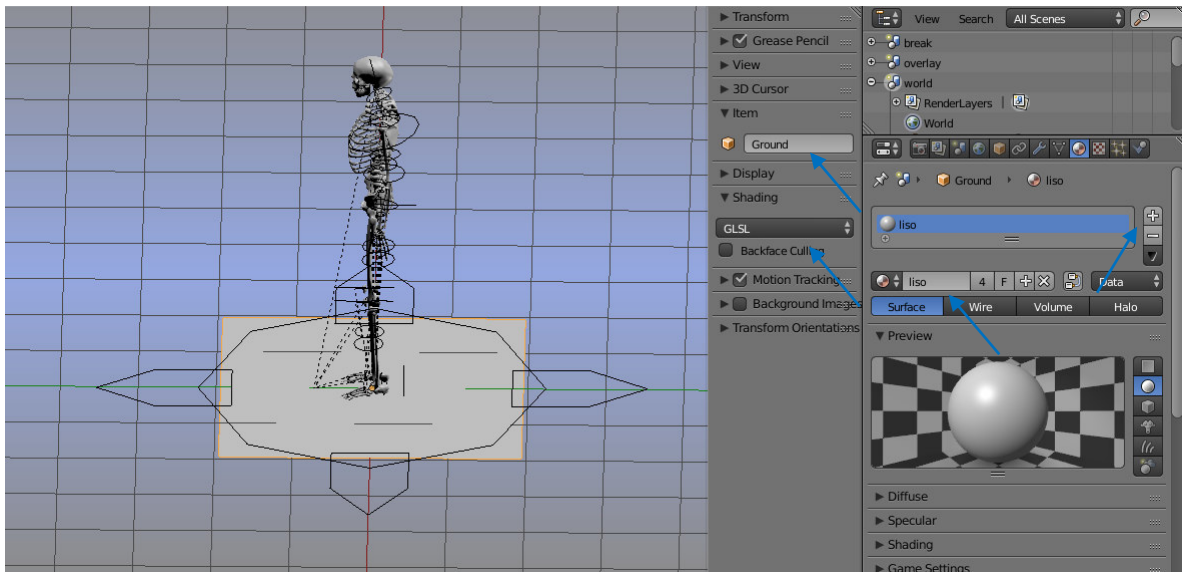 Transform
Grease Pencil
View
3D Cursor
Item
Ground
Display
Shading
GLSL
Backface Culling
Motion Tracking
Background Images
Transform Orientations
View Search All Scenes
break
overlay
world
RenderLayers |
World
Ground liso
liso
liso 4 F Data
Surface Wire Volume Halo
Preview
Diffuse
Specular
Shading
Game Settings